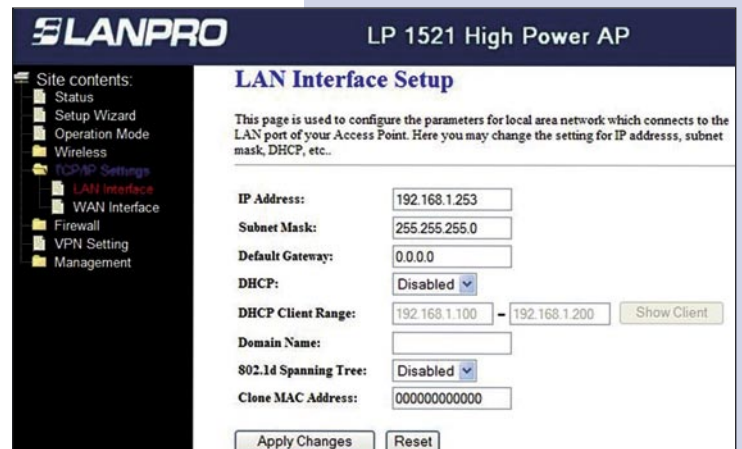 LANPRO
LP 1521 High Power AP
Site contents:
Status
Setup Wizard
Operation Mode
Wireless
TCP/IP Settings
LAN Interface
WAN Interface
Firewall
VPN Setting
Management
LAN Interface Setup
This page is used to configure the parameters for local area network which connects to the
LAN port of your Access Point. Here you may change the setting for IP addresss, subnet
mask, DHCP, etc..
IP Address: 192.168.1.253
Subnet Mask: 255.255.255.0
Default Gateway: 0.0.0.0
DHCP: Disabled
DHCP Client Range: 192.168.1.100 – 192.168.1.200 Show Client
Domain Name:
802.1d Spanning Tree: Disabled
Clone MAC Address: 000000000000
Apply Changes Reset